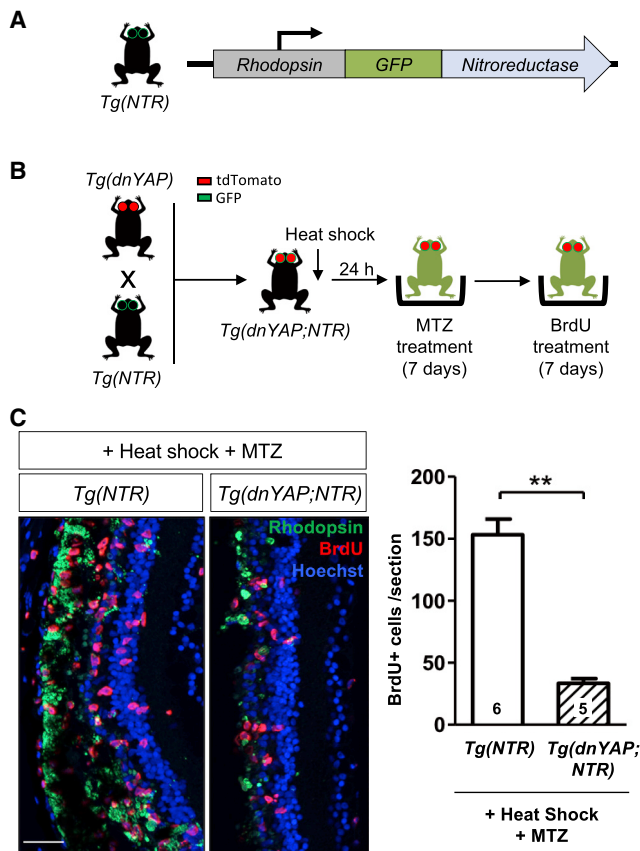 A
Tg(NTR)
Rhodopsin
GFP
Nitroreductase
B
Tg(dnYAP)
tdTomato
GFP
X
Tg(NTR)
Heat shock
24 h
Tg(dnYAP;NTR)
MTZ
treatment
(7 days)
BrdU
treatment
(7 days)
C
+ Heat shock + MTZ
Tg(NTR)
Tg(dnYAP;NTR)
Rhodopsin
BrdU
Hoechst
BrdU+ cells /section
200
150
100
50
0
**
6
5
Tg(NTR)
Tg(dnYAP;
NTR)
+ Heat Shock
+ MTZ